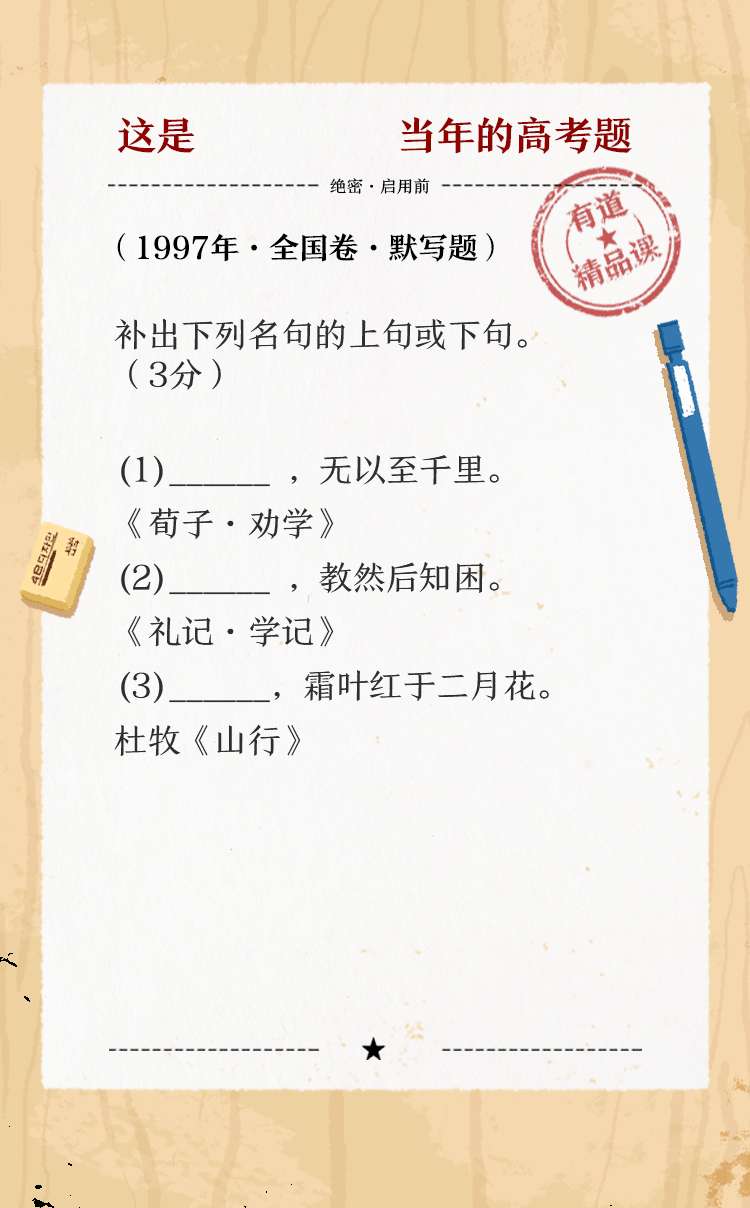 这是 当年的高考题
绝密·启用前
有道
精品课
（1997年·全国卷·默写题）
补出下列名句的上句或下句。
（3分）
(1)______ ，无以至千里。
《荀子·劝学》
(2)______ ，教然后知困。
《礼记·学记》
(3)______，霜叶红于二月花。
杜牧《山行》